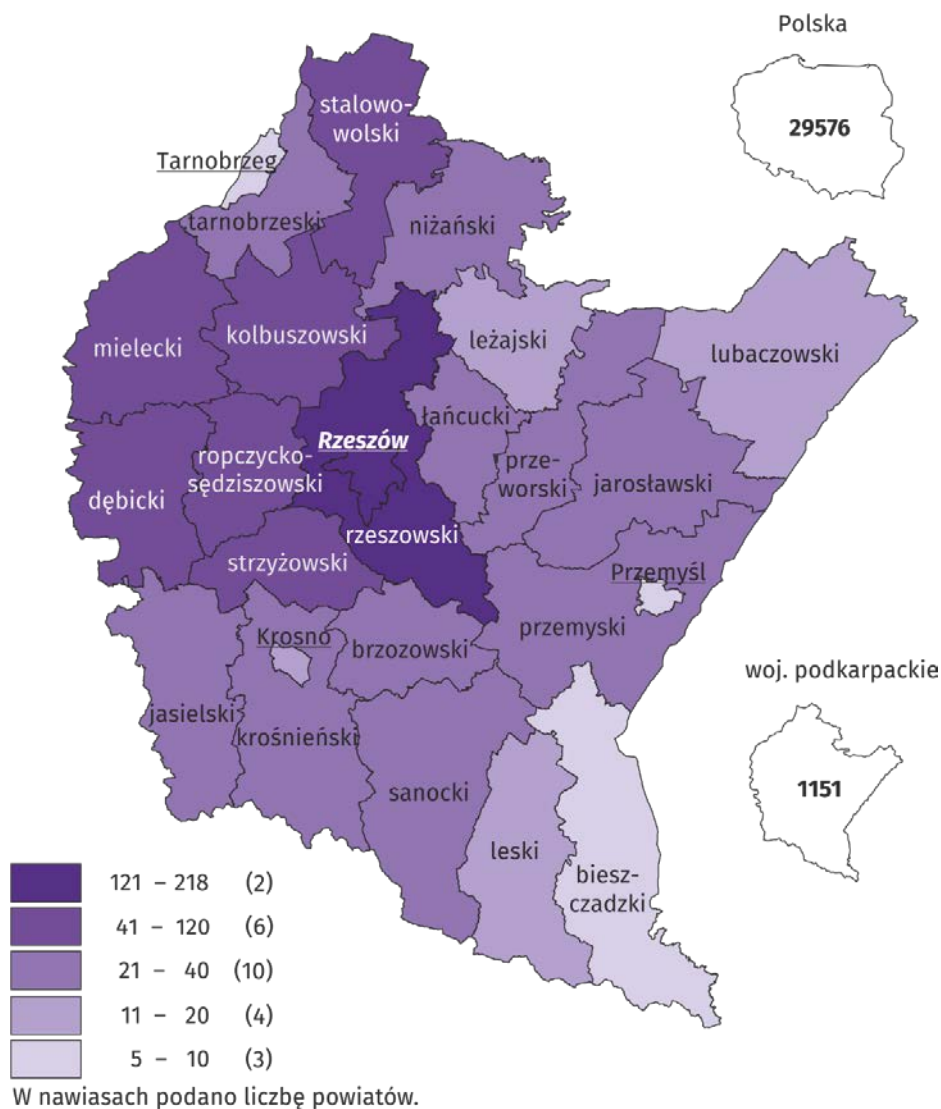 Polska
29576
stalowo-
wolski
Tarnobrzeg
tarnobrzeski
niżański
mielecki
kolbuszowski
leżajski
lubaczowski
łańcucki
Rzeszów
ropczycko-
sędziszowski
prze-
worski
jarosławski
dębicki
rzeszowski
strzyżowski
Przemyśl
przemyski
Krosno
brzozowski
jasielski
krośnieński
sanocki
leski
biesz-
czadzki
woj. podkarpackie
1151
121 – 218 (2)
41 – 120 (6)
21 – 40 (10)
11 – 20 (4)
5 – 10 (3)
W nawiasach podano liczbę powiatów.